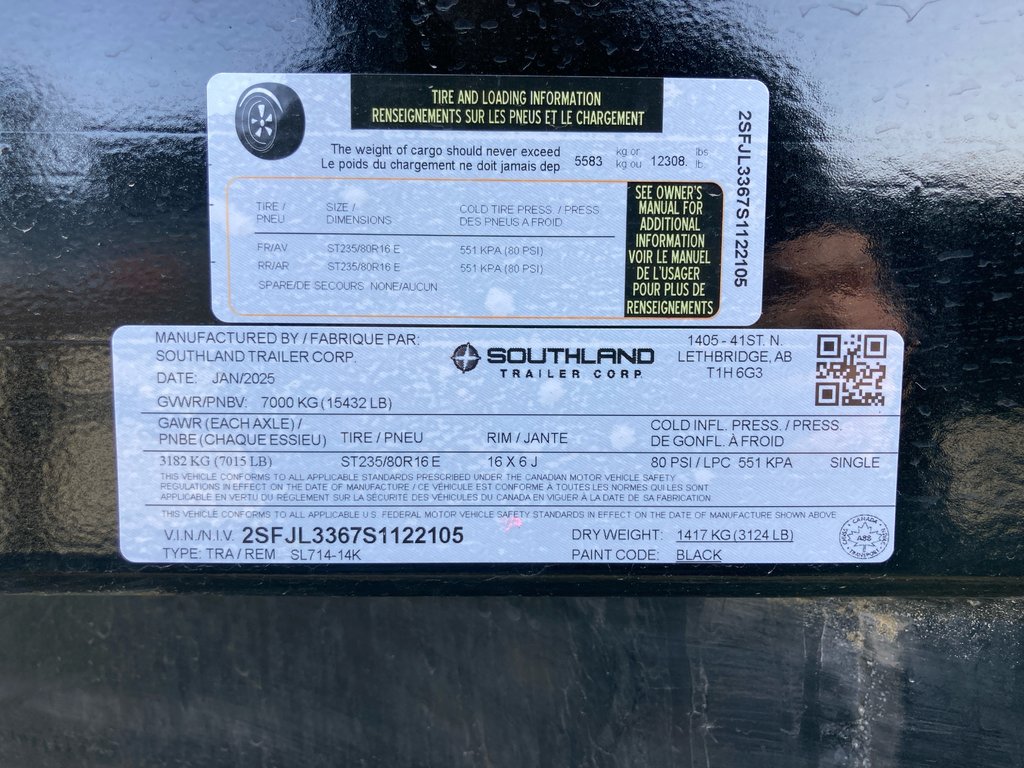 TIRE AND LOADING INFORMATION
RENSEIGNEMENTS SUR LES PNEUS ET LE CHARGEMENT
The weight of cargo should never exceed
Le poids du chargement ne doit jamais dep
5583 kg or kg ou 12308. lbs lb.
TIRE / PNEU
SIZE / DIMENSIONS
COLD TIRE PRESS. / PRESS. DES PNEUS A FROID
FR/AV ST235/80R16 E 551 KPA (80 PSI)
RR/AR ST235/80R16 E 551 KPA (80 PSI)
SPARE/DE SECOURS NONE/AUCUN
SEE OWNER'S
MANUAL FOR
ADDITIONAL
INFORMATION
VOIR LE MANUEL
DE L'USAGER
POUR PLUS DE
RENSEIGNEMENTS
2SFJL3367S1122105
MANUFACTURED BY / FABRIQUE PAR:
SOUTHLAND TRAILER CORP.
DATE: JAN/2025
GVWR/PNBV: 7000 KG (15432 LB)
SOUTHLAND
TRAILER CORP
1405 - 41ST. N.
LETHBRIDGE, AB
T1H 6G3
GAWR (EACH AXLE) /
PNBE (CHAQUE ESSIEU) TIRE / PNEU RIM / JANTE
COLD INFL. PRESS. / PRESS.
DE GONFL. À FROID
3182 KG (7015 LB) ST235/80R16 E 16 X 6 J 80 PSI / LPC 551 KPA SINGLE
THIS VEHICLE CONFORMS TO ALL APPLICABLE STANDARDS PRESCRIBED UNDER THE CANADIAN MOTOR VEHICLE SAFETY
REGULATIONS IN EFFECT ON THE DATE OF MANUFACTURE / CE VÉHICULE EST CONFORME À TOUTES LES NORMES QUI LES SONT
APPLICABLE EN VERTU DU RÉGLEMENT SUR LA SÉCURITÉ DES VÉHICULES DU CANADA EN VIGUER À LA DATE DE SA FABRICATION
THIS VEHICLE CONFORMS TO ALL APPLICABLE U.S. FEDERAL MOTOR VEHICLE SAFETY STANDARDS IN EFFECT ON THE DATE OF MANUFACTURE SHOWN ABOVE
V.I.N./N.I.V. 2SFJL3367S1122105 DRY WEIGHT: 1417 KG (3124 LB)
TYPE: TRA / REM SL714-14K PAINT CODE: BLACK
CANADA